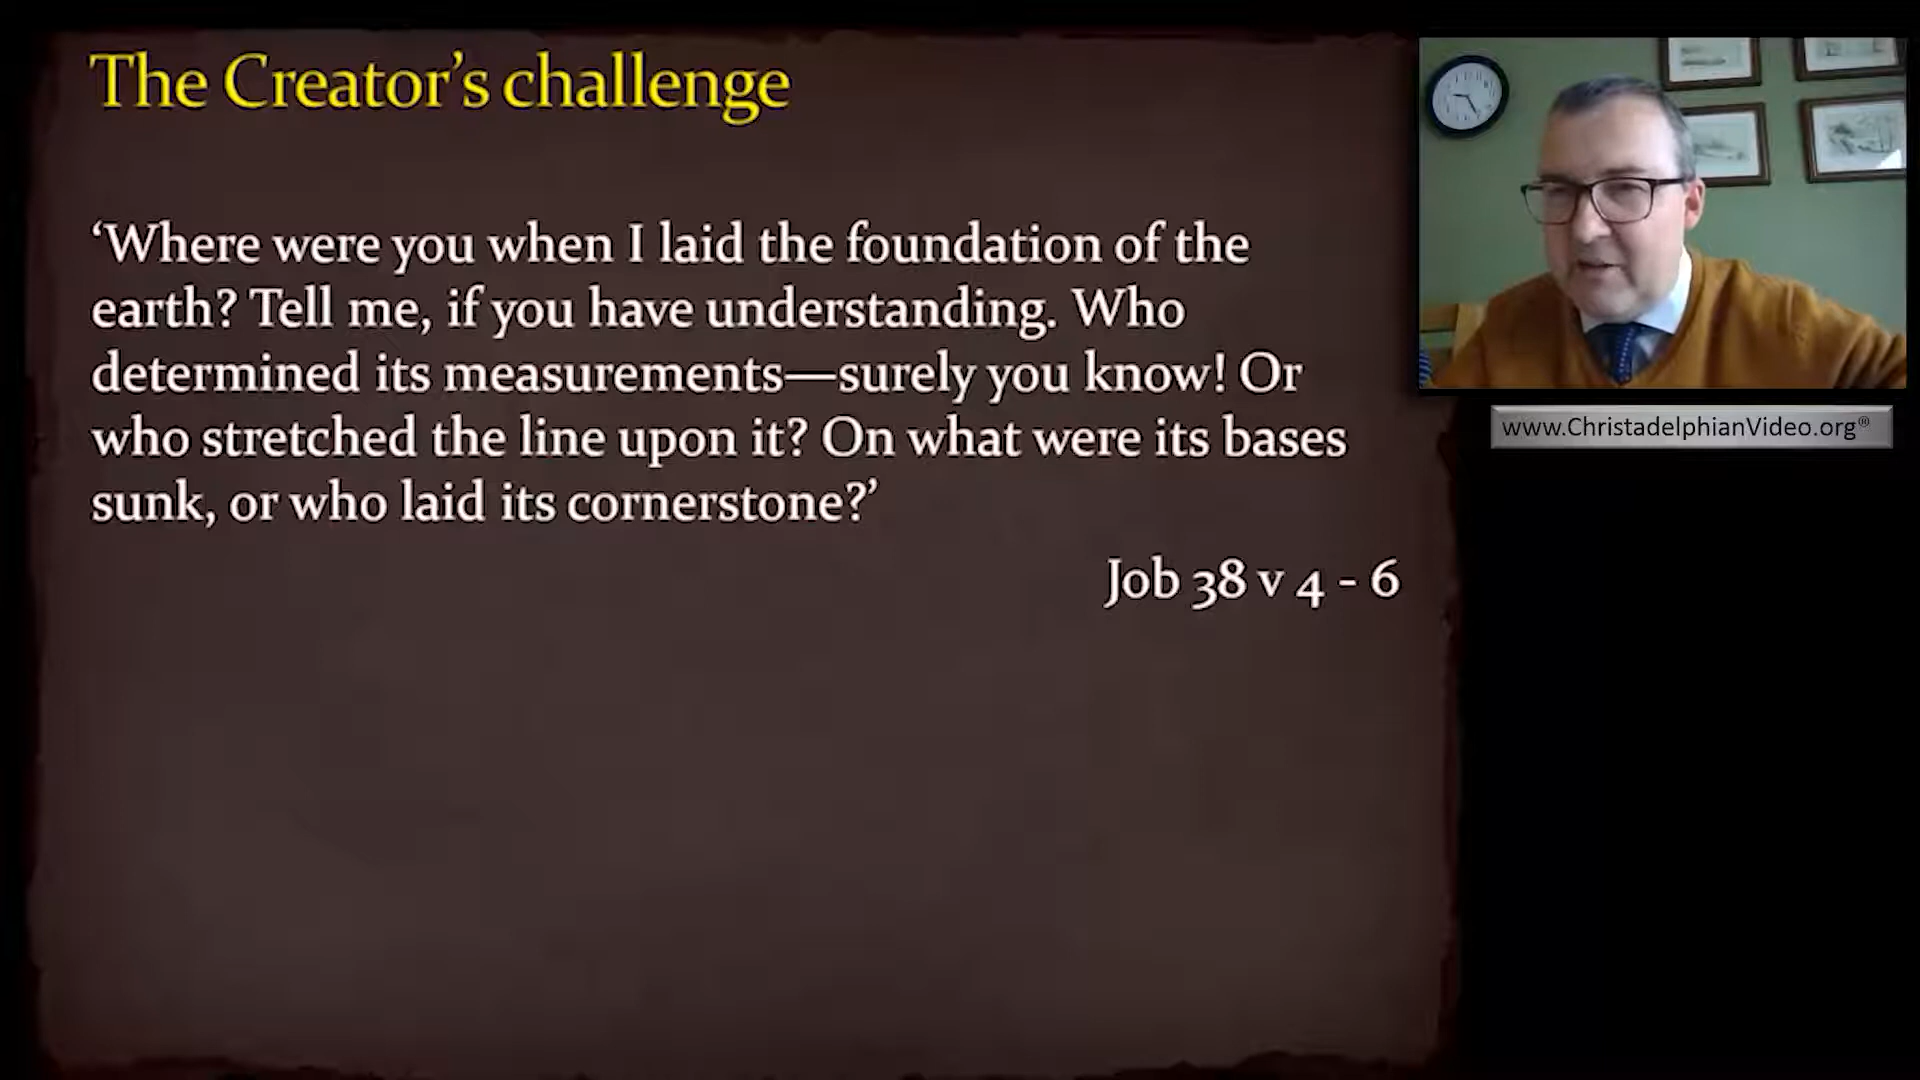 The Creator’s challenge
‘Where were you when I laid the foundation of the
earth? Tell me, if you have understanding. Who
determined its measurements—surely you know! Or
who stretched the line upon it? On what were its bases
sunk, or who laid its cornerstone?’
Job 38 v 4 - 6
www.ChristadelphianVideo.org®